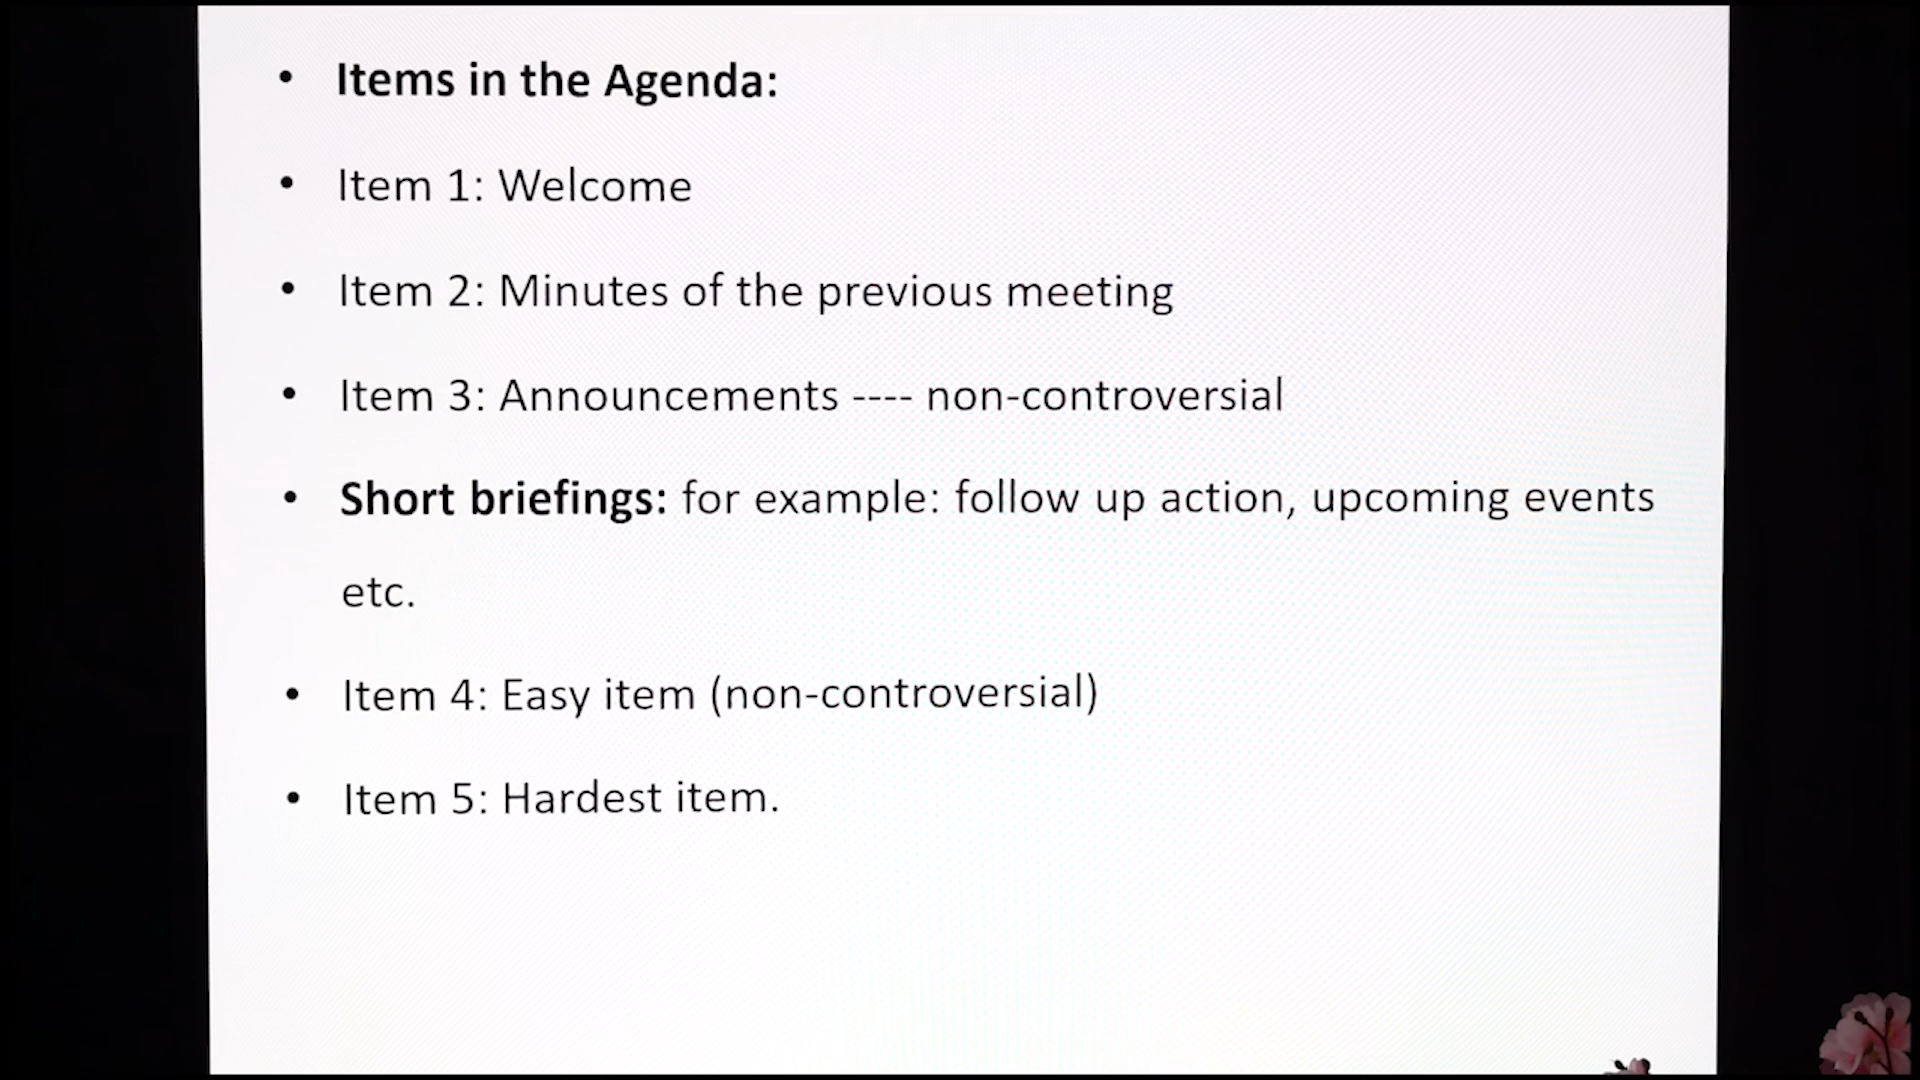 • Items in the Agenda:
• Item 1: Welcome
• Item 2: Minutes of the previous meeting
• Item 3: Announcements ---- non-controversial
• Short briefings: for example: follow up action, upcoming events
etc.
• Item 4: Easy item (non-controversial)
• Item 5: Hardest item.